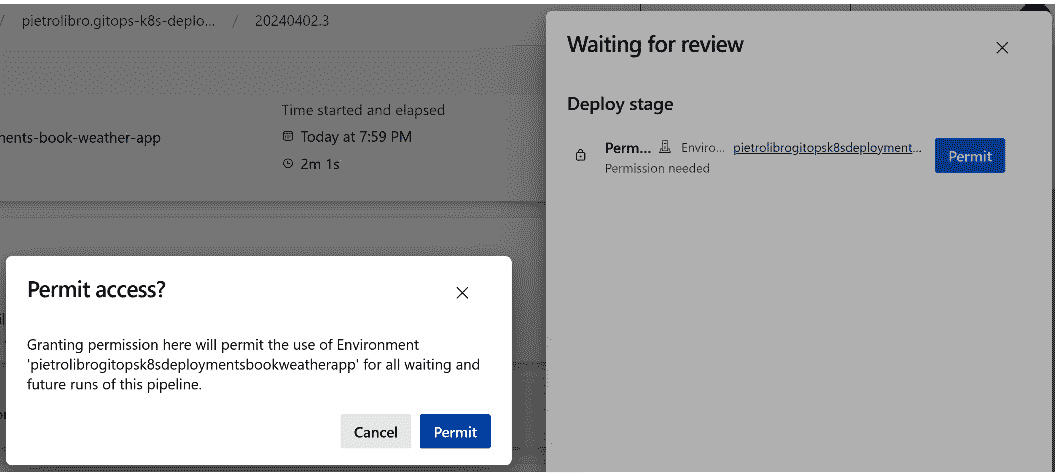 / pietrolibro.gitops-k8s-deplo... / 20240402.3
Waiting for review
Deploy stage
Time started and elapsed
nents-book-weather-app
Today at 7:59 PM
2m 1s
Perm... Enviro... pietrolibrogitopsk8sdeployment... Permit
Permission needed
Permit access?
Granting permission here will permit the use of Environment
'pietrolibrogitopsk8sdeploymentsbookweatherapp' for all waiting and
future runs of this pipeline.
Cancel Permit